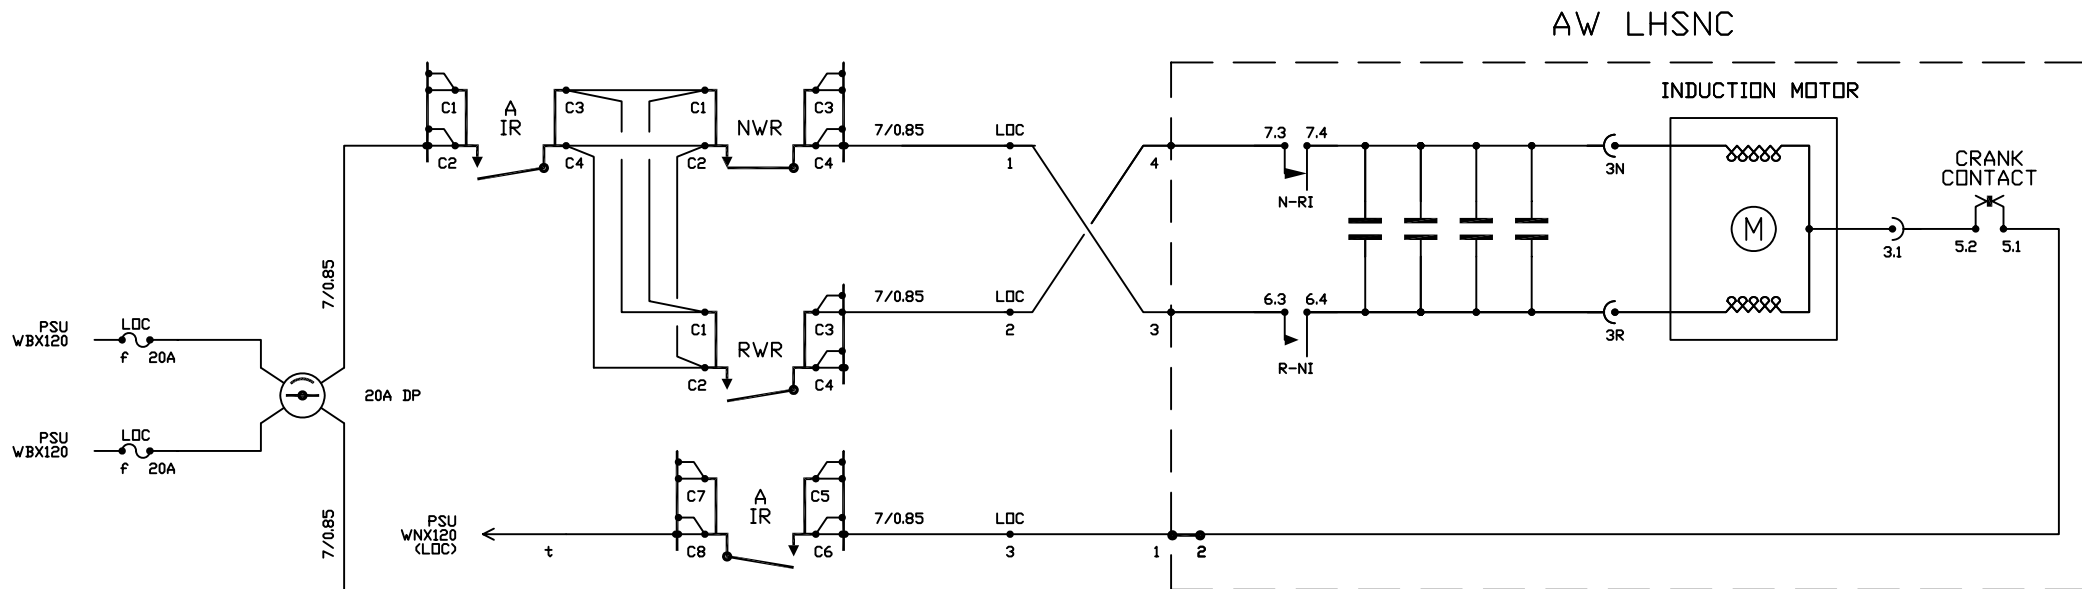 AW LHSNC
INDUCTION MOTOR
C1
A
IR
C3
C1
NWR
C3
7/0.85
LOC
7.3
7.4
C2
C4
C2
C4
1
4
3N
N-RI
CRANK
CONTACT
M
3.1
5.2
5.1
7/0.85
7/0.85
LOC
6.3
6.4
C1
RWR
C3
2
3
3R
R-NI
C2
C4
PSU
WBX120
LOC
f
20A
20A DP
PSU
WBX120
LOC
f
20A
7/0.85
C7
A
IR
C5
7/0.85
LOC
PSU
WNX120
(LOC)
t
C8
C6
3
1
2